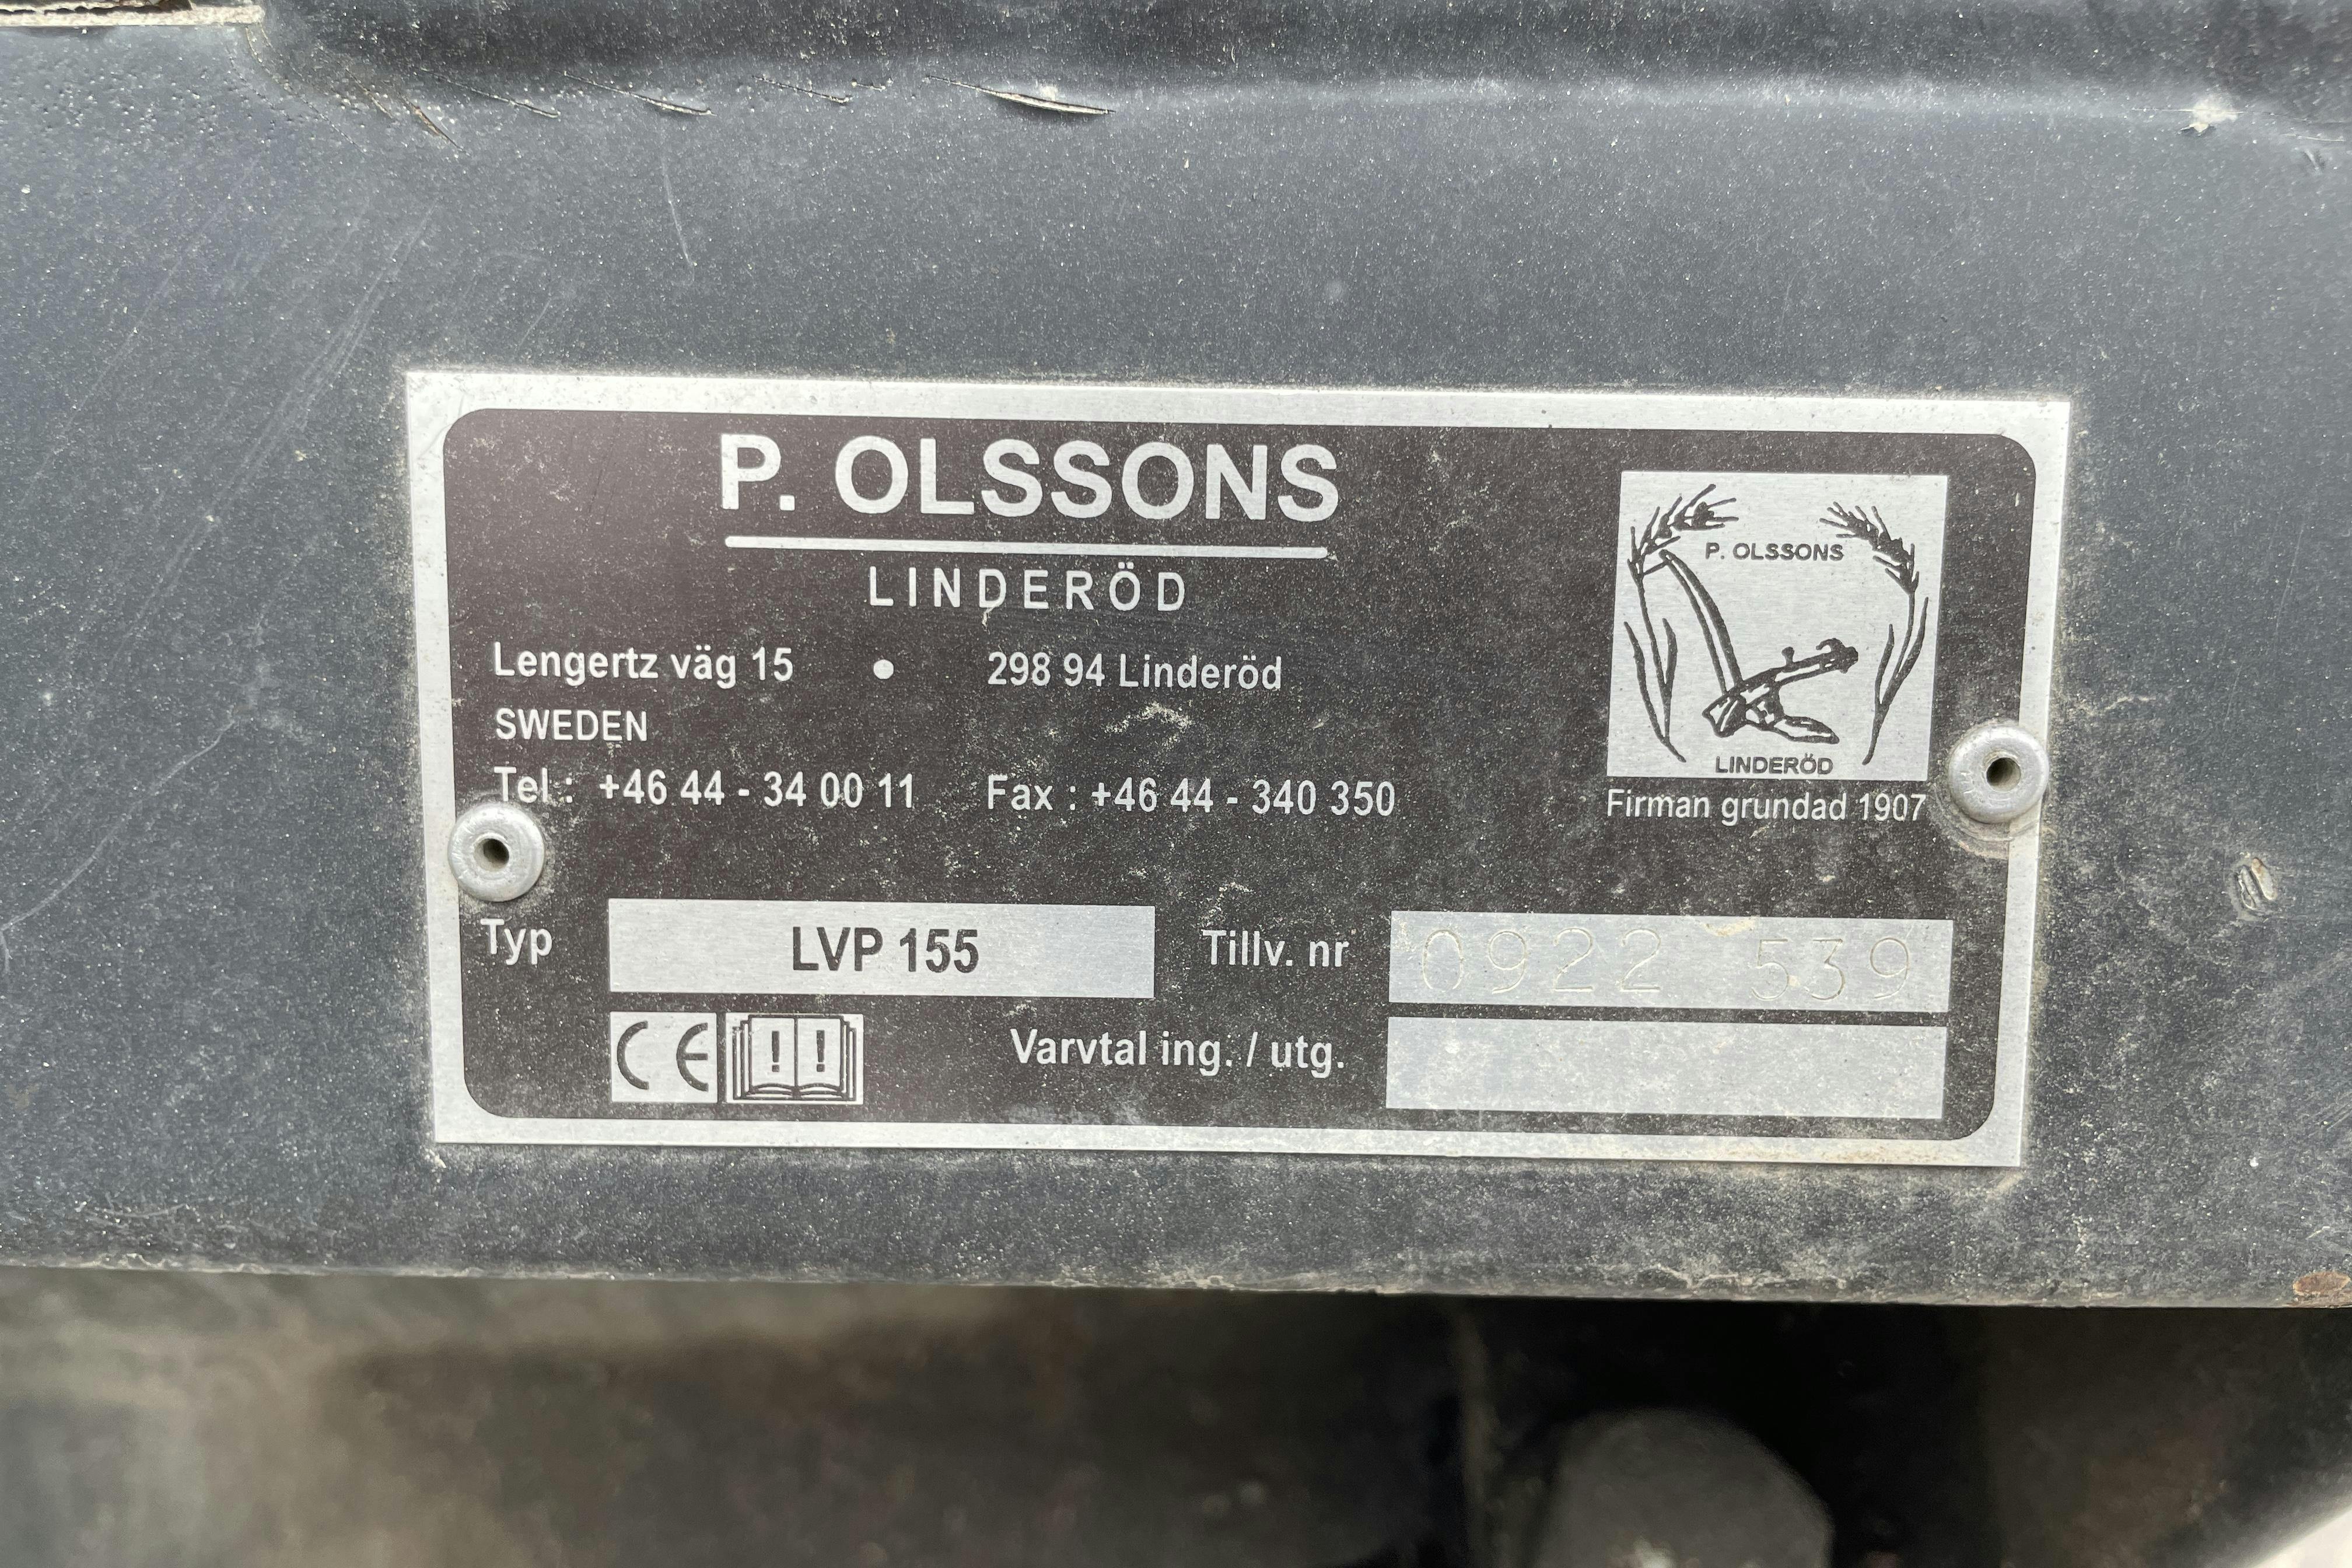 P. OLSSONS
LINDERÖD
Lengertz väg 15 • 298 94 Linderöd
SWEDEN
Tel : +46 44 - 34 00 11 Fax : +46 44 - 340 350
P. OLSSONS
LINDERÖD
Firman grundad 1907
Typ LVP 155 Tillv. nr 0922 539
CE ! ! Varvtal ing. / utg.